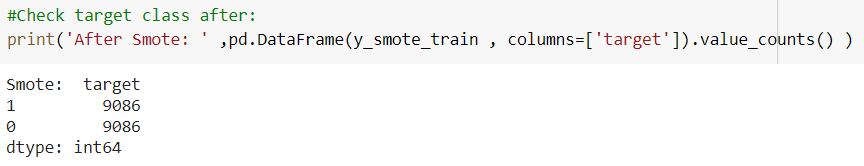 #Check target class after:
print('After Smote: ' ,pd.DataFrame(y_smote_train , columns=['target']).value_counts() )
Smote:  target
1         9086
0         9086
dtype: int64